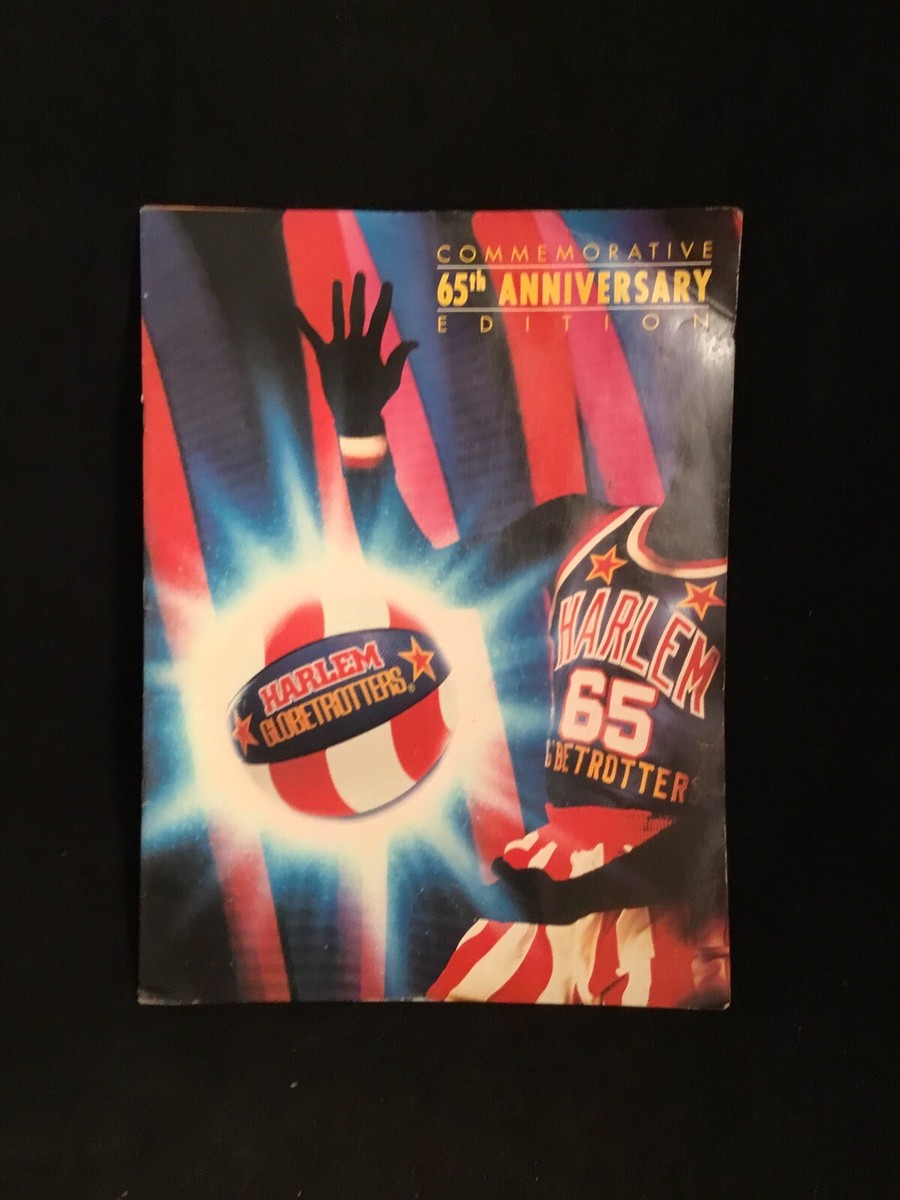 COMMEMORATIVE
65th ANNIVERSARY
EDITION
HARLEM
GLOBETROTTERS®
HARLEM
65
BETROTTERS